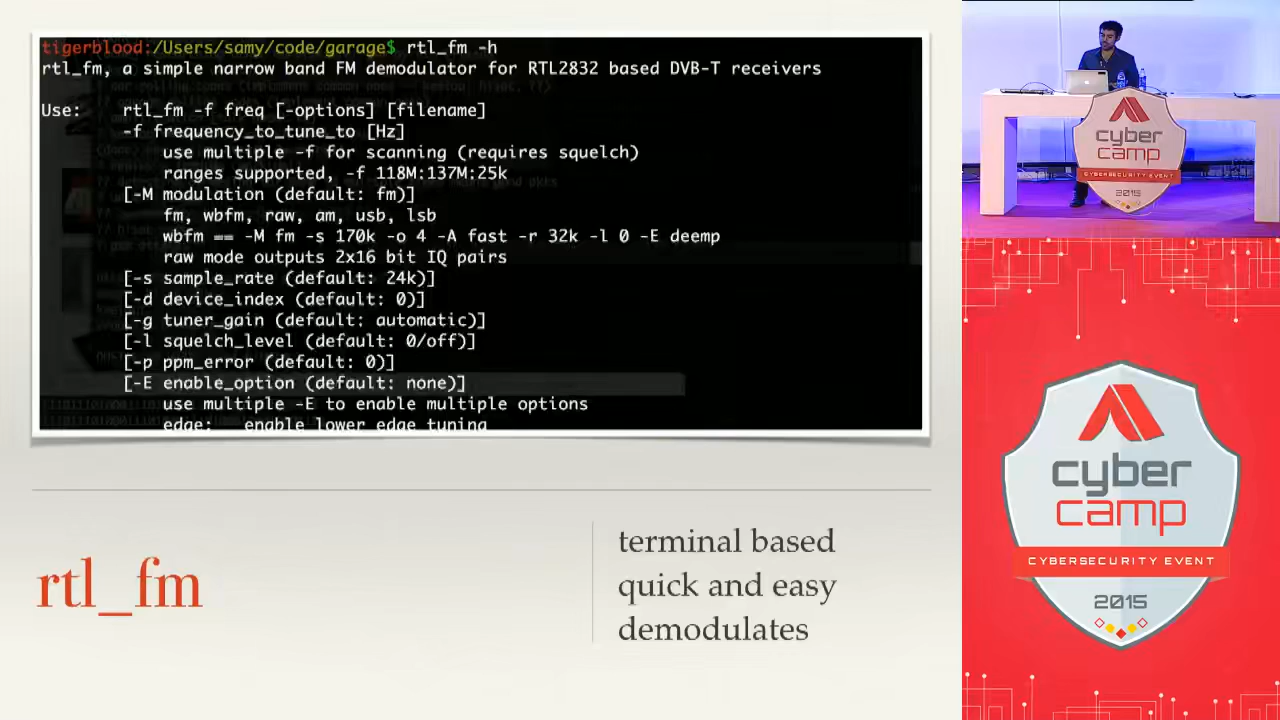 tigerblood:/Users/samy/code/garage$ rtl_fm -h
rtl_fm, a simple narrow band FM demodulator for RTL2832 based DVB-T receivers
Use: rtl_fm -f freq [-options] [filename]
-f frequency_to_tune_to [Hz]
use multiple -f for scanning (requires squelch)
ranges supported, -f 118M:137M:25k
[-M modulation (default: fm)]
fm, wbfm, raw, am, usb, lsb
wbfm == -M fm -s 170k -o 4 -A fast -r 32k -l 0 -E deemp
raw mode outputs 2x16 bit IQ pairs
[-s sample_rate (default: 24k)]
[-d device_index (default: 0)]
[-g tuner_gain (default: automatic)]
[-l squelch_level (default: 0/off)]
[-p ppm_error (default: 0)]
[-E enable_option (default: none)]
use multiple -E to enable multiple options
edge: enable lower edge tuning
rtl_fm
terminal based
quick and easy
demodulates
cyber
camp
CYBERSECURITY EVENT
2015
cyber
camp
CYBERSECURITY EVENT
2015